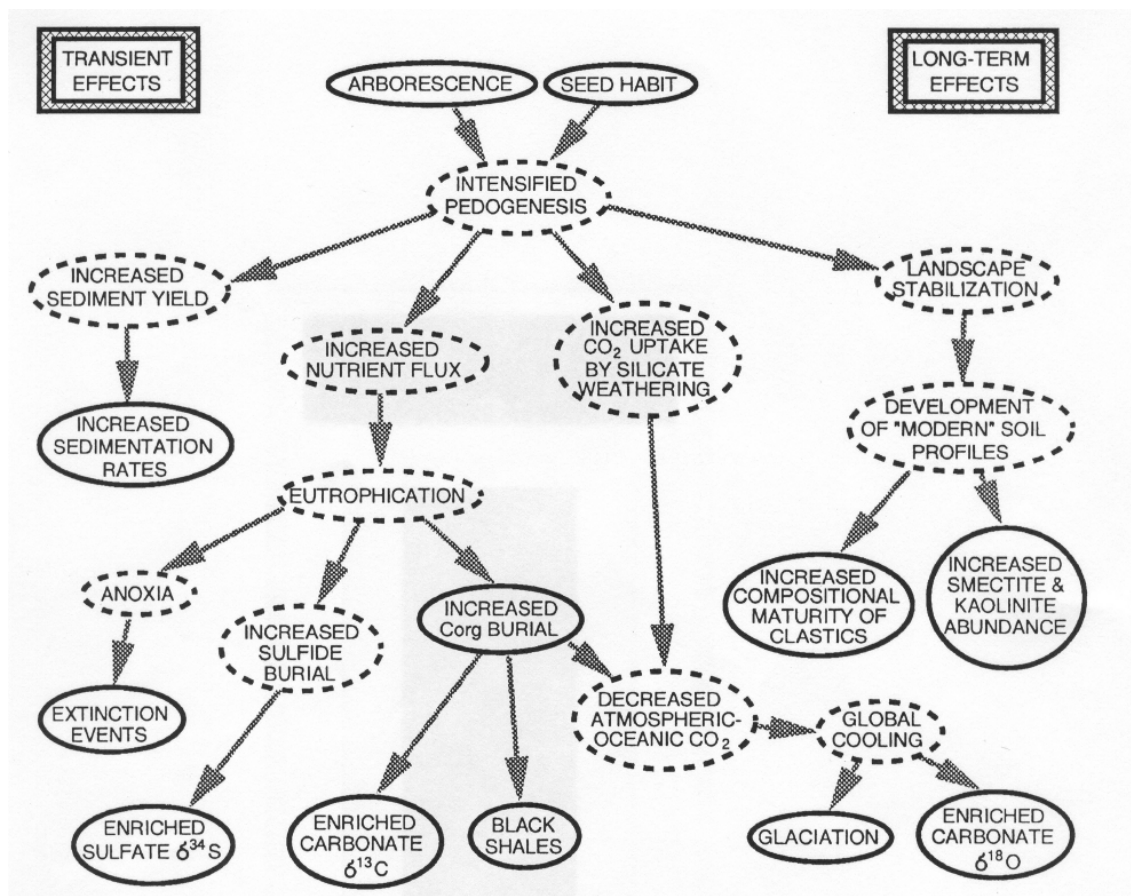 TRANSIENT
EFFECTS
LONG-TERM
EFFECTS
ARBORESCENCE
SEED HABIT
INTENSIFIED
PEDOGENESIS
INCREASED
SEDIMENT YIELD
LANDSCAPE
STABILIZATION
INCREASED
NUTRIENT FLUX
INCREASED
CO₂ UPTAKE
BY SILICATE
WEATHERING
INCREASED
SEDIMENTATION
RATES
DEVELOPMENT
OF "MODERN" SOIL
PROFILES
EUTROPHICATION
ANOXIA
INCREASED
SULFIDE
BURIAL
INCREASED
Corg BURIAL
INCREASED
COMPOSITIONAL
MATURITY OF
CLASTICS
INCREASED
SMECTITE &
KAOLINITE
ABUNDANCE
EXTINCTION
EVENTS
DECREASED
ATMOSPHERIC-
OCEANIC CO₂
GLOBAL
COOLING
ENRICHED
SULFATE δ³⁴S
ENRICHED
CARBONATE
δ¹³C
BLACK
SHALES
GLACIATION
ENRICHED
CARBONATE
δ¹⁸O